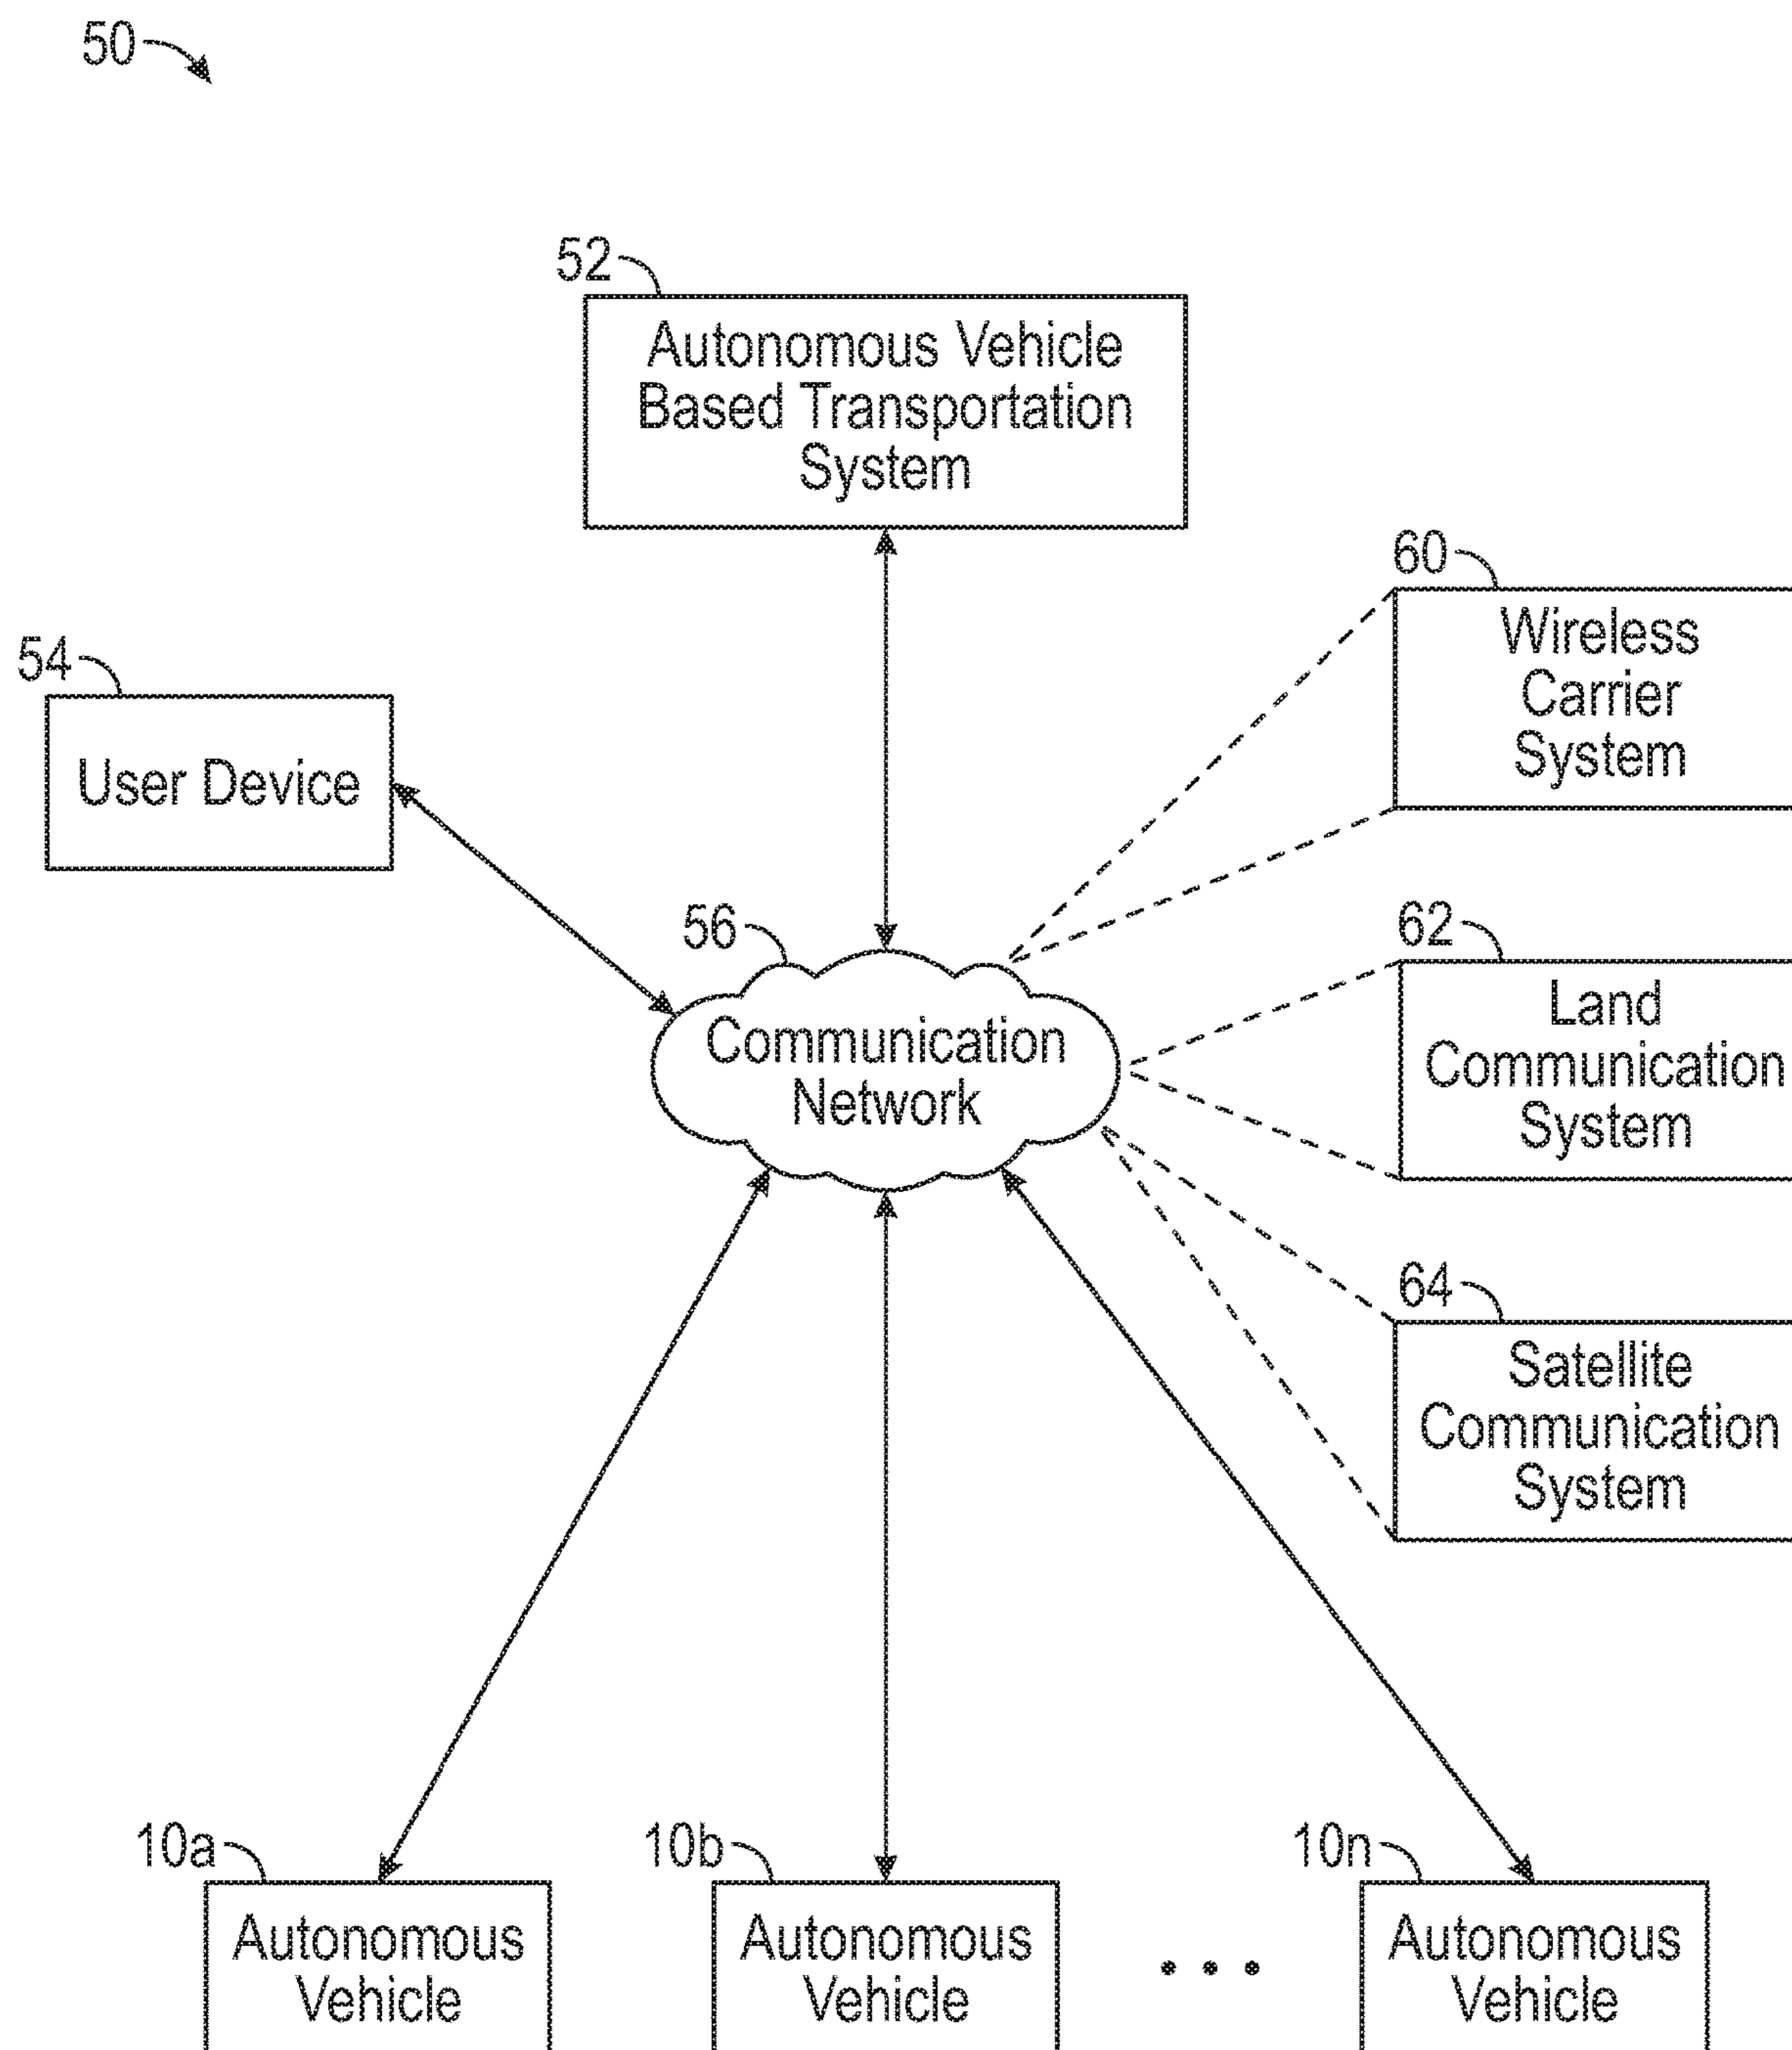 50
52
Autonomous Vehicle
Based Transportation
System
60
Wireless
Carrier
System
54
User Device
56
Communication
Network
62
Land
Communication
System
64
Satellite
Communication
System
10a
Autonomous
Vehicle
10b
Autonomous
Vehicle
• • •
10n
Autonomous
Vehicle